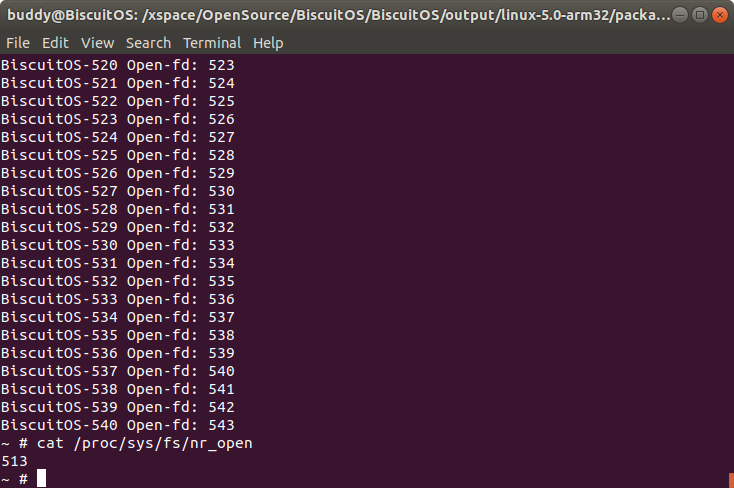 buddy@BiscuitOS: /xspace/OpenSource/BiscuitOS/BiscuitOS/output/linux-5.0-arm32/packa...
File Edit View Search Terminal Help
BiscuitOS-520 Open-fd: 523
BiscuitOS-521 Open-fd: 524
BiscuitOS-522 Open-fd: 525
BiscuitOS-523 Open-fd: 526
BiscuitOS-524 Open-fd: 527
BiscuitOS-525 Open-fd: 528
BiscuitOS-526 Open-fd: 529
BiscuitOS-527 Open-fd: 530
BiscuitOS-528 Open-fd: 531
BiscuitOS-529 Open-fd: 532
BiscuitOS-530 Open-fd: 533
BiscuitOS-531 Open-fd: 534
BiscuitOS-532 Open-fd: 535
BiscuitOS-533 Open-fd: 536
BiscuitOS-534 Open-fd: 537
BiscuitOS-535 Open-fd: 538
BiscuitOS-536 Open-fd: 539
BiscuitOS-537 Open-fd: 540
BiscuitOS-538 Open-fd: 541
BiscuitOS-539 Open-fd: 542
BiscuitOS-540 Open-fd: 543
~ # cat /proc/sys/fs/nr_open
513
~ #